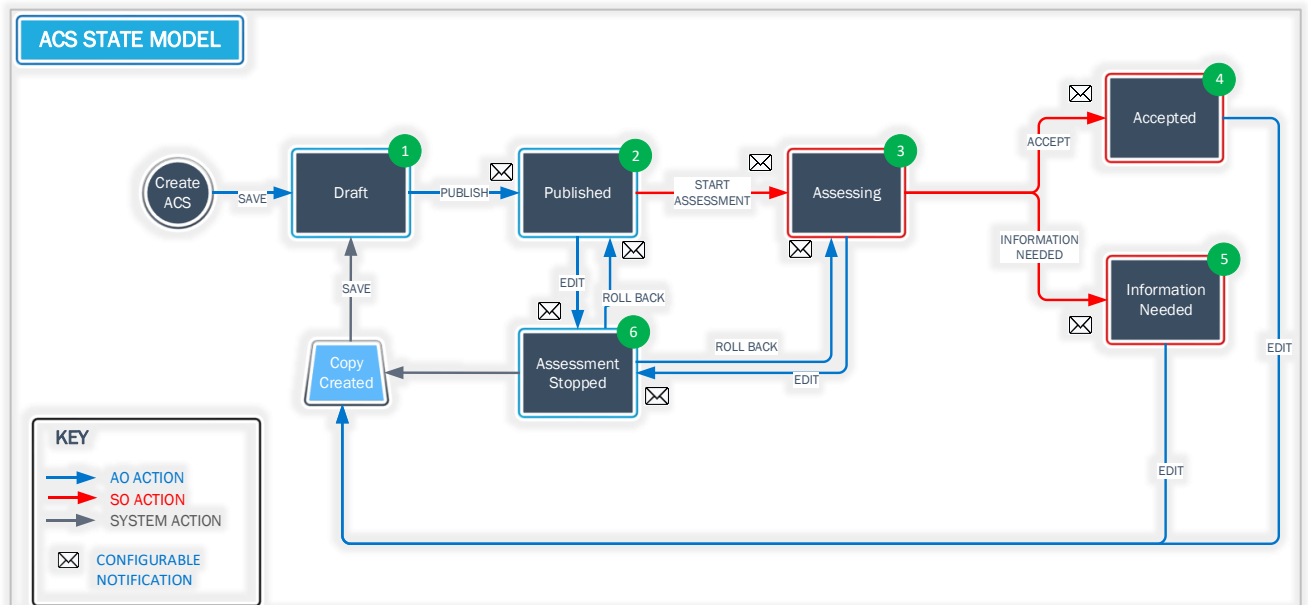 ACS STATE MODEL
4
Accepted
ACCEPT
1
2
3
Create
ACS
SAVE
Draft
PUBLISH
Published
START
ASSESSMENT
Assessing
INFORMATION
NEEDED
5
Information
Needed
EDIT
ROLL BACK
SAVE
6
Assessment
Stopped
ROLL BACK
EDIT
EDIT
Copy
Created
EDIT
KEY
AO ACTION
SO ACTION
SYSTEM ACTION
CONFIGURABLE
NOTIFICATION